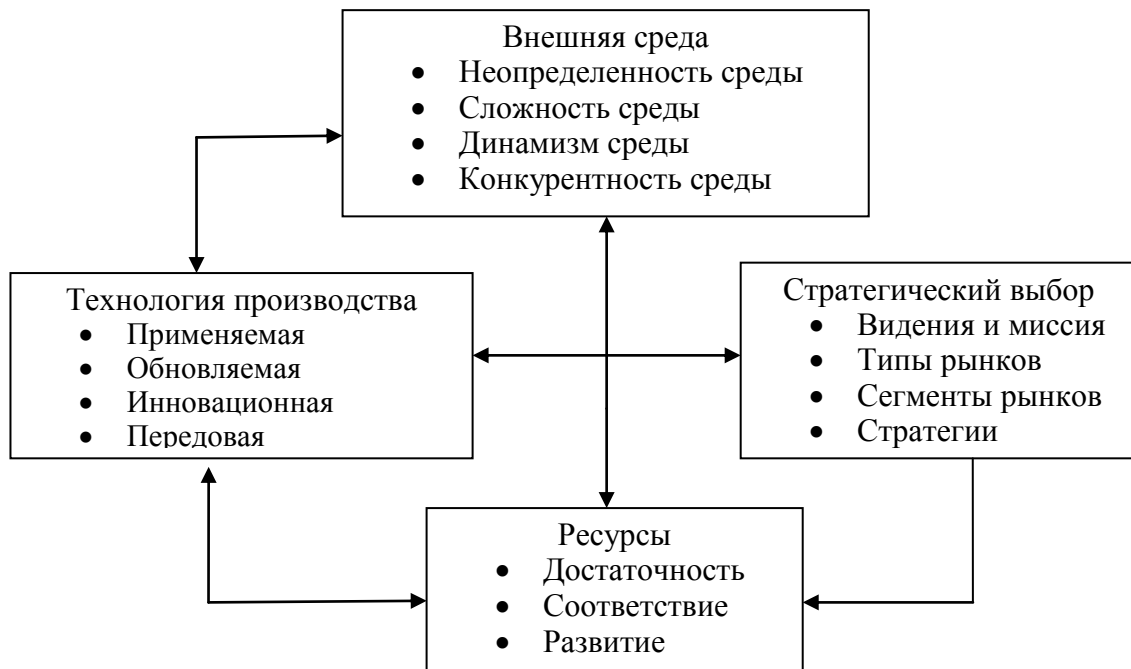 Внешняя среда
• Неопределенность среды
• Сложность среды
• Динамизм среды
• Конкурентность среды
Технология производства
• Применяемая
• Обновляемая
• Инновационная
• Передовая
Стратегический выбор
• Видения и миссия
• Типы рынков
• Сегменты рынков
• Стратегии
Ресурсы
• Достаточность
• Соответствие
• Развитие